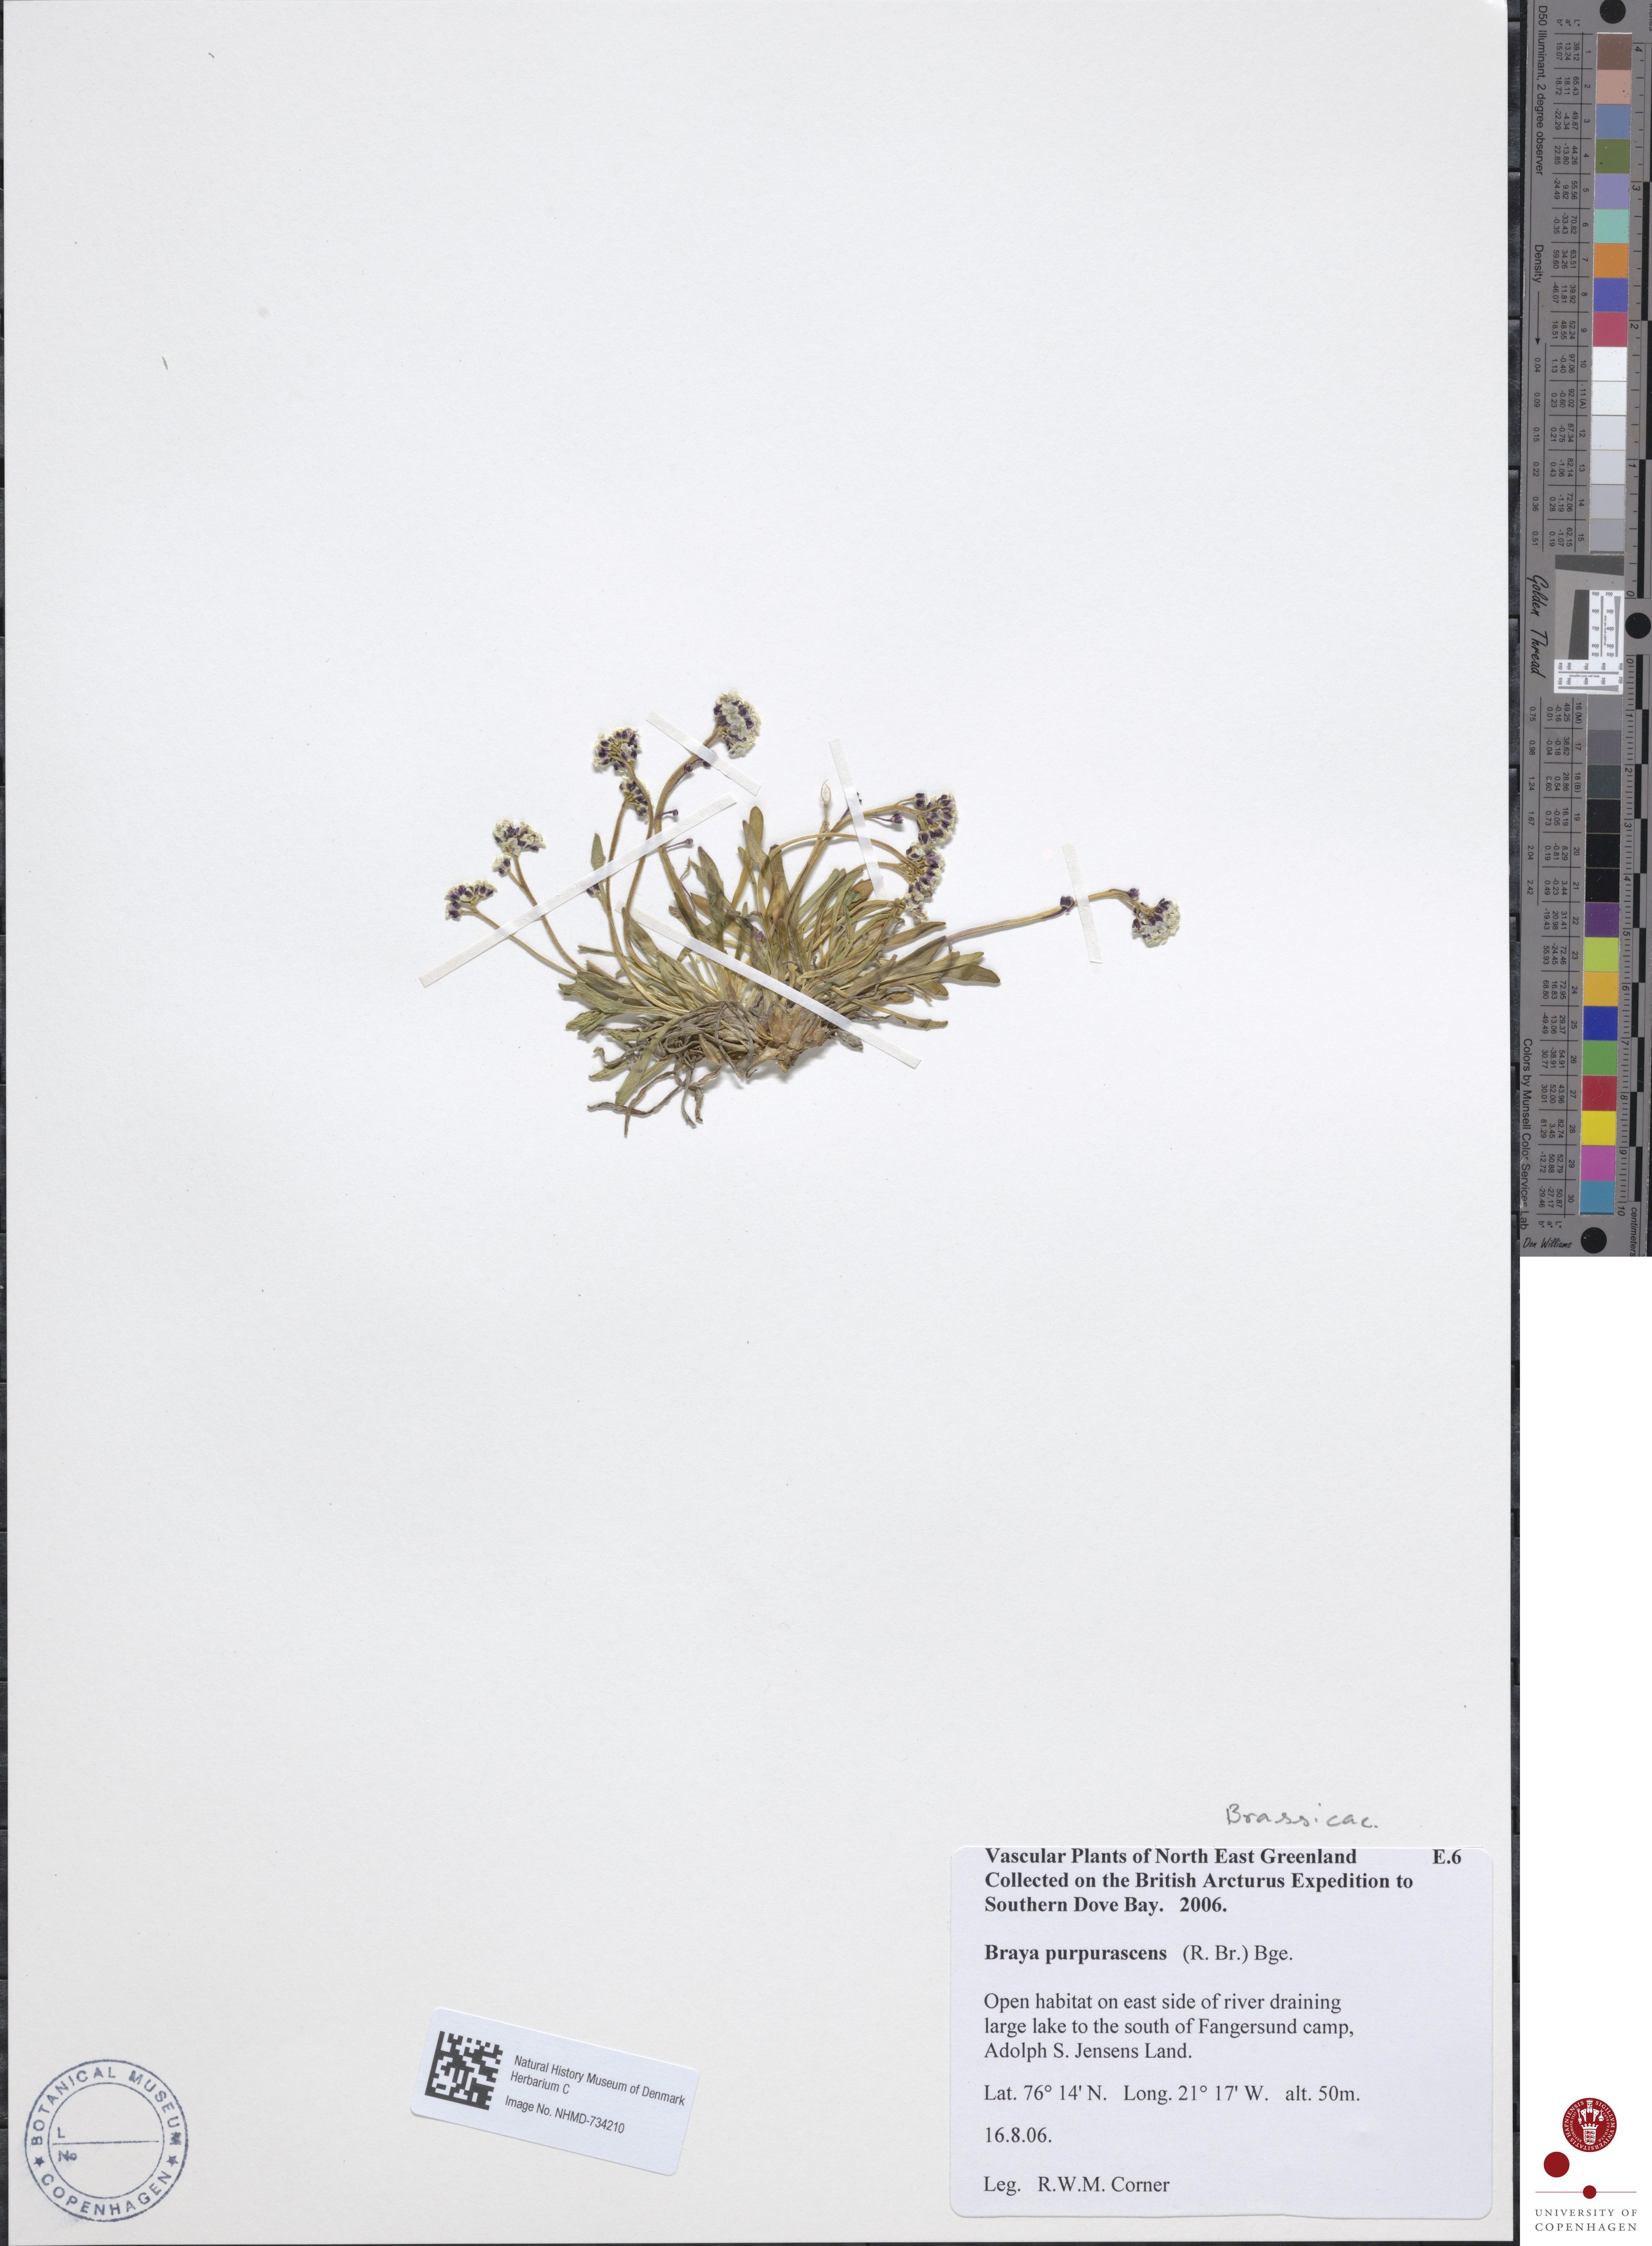 Brassicac.
Vascular Plants of North East Greenland E.6
Collected on the British Arcturus Expedition to
Southern Dove Bay. 2006.
Braya purpurascens (R. Br.) Bge.
Open habitat on east side of river draining
large lake to the south of Fangersund camp,
Adolph S. Jensens Land.
Lat. 76° 14' N. Long. 21° 17' W. alt. 50m.
16.8.06.
Leg. R.W.M. Corner
Natural History Museum of Denmark
Herbarium C
Image No. NHMD-734210
BOTANICAL MUSEUM
L
No
COPENHAGEN
UNIVERSITY OF
COPENHAGEN
D50 Illuminant, 2 degree observer
Density
Golden Thread
Colors by Munsell Color Services Lab
Don Williams
centimeters